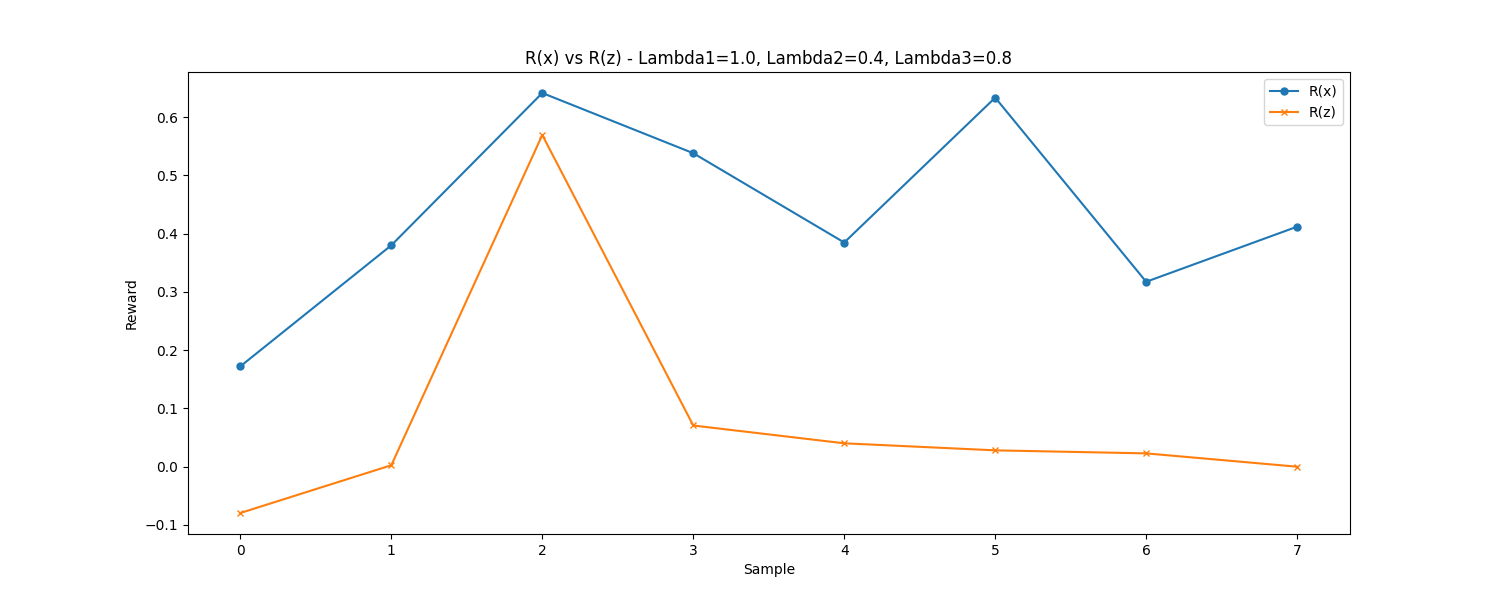 R(x) vs R(z) - Lambda1=1.0, Lambda2=0.4, Lambda3=0.8
R(x)
R(z)
Reward
0.6
0.5
0.4
0.3
0.2
0.1
0.0
−0.1
0 1 2 3 4 5 6 7
Sample